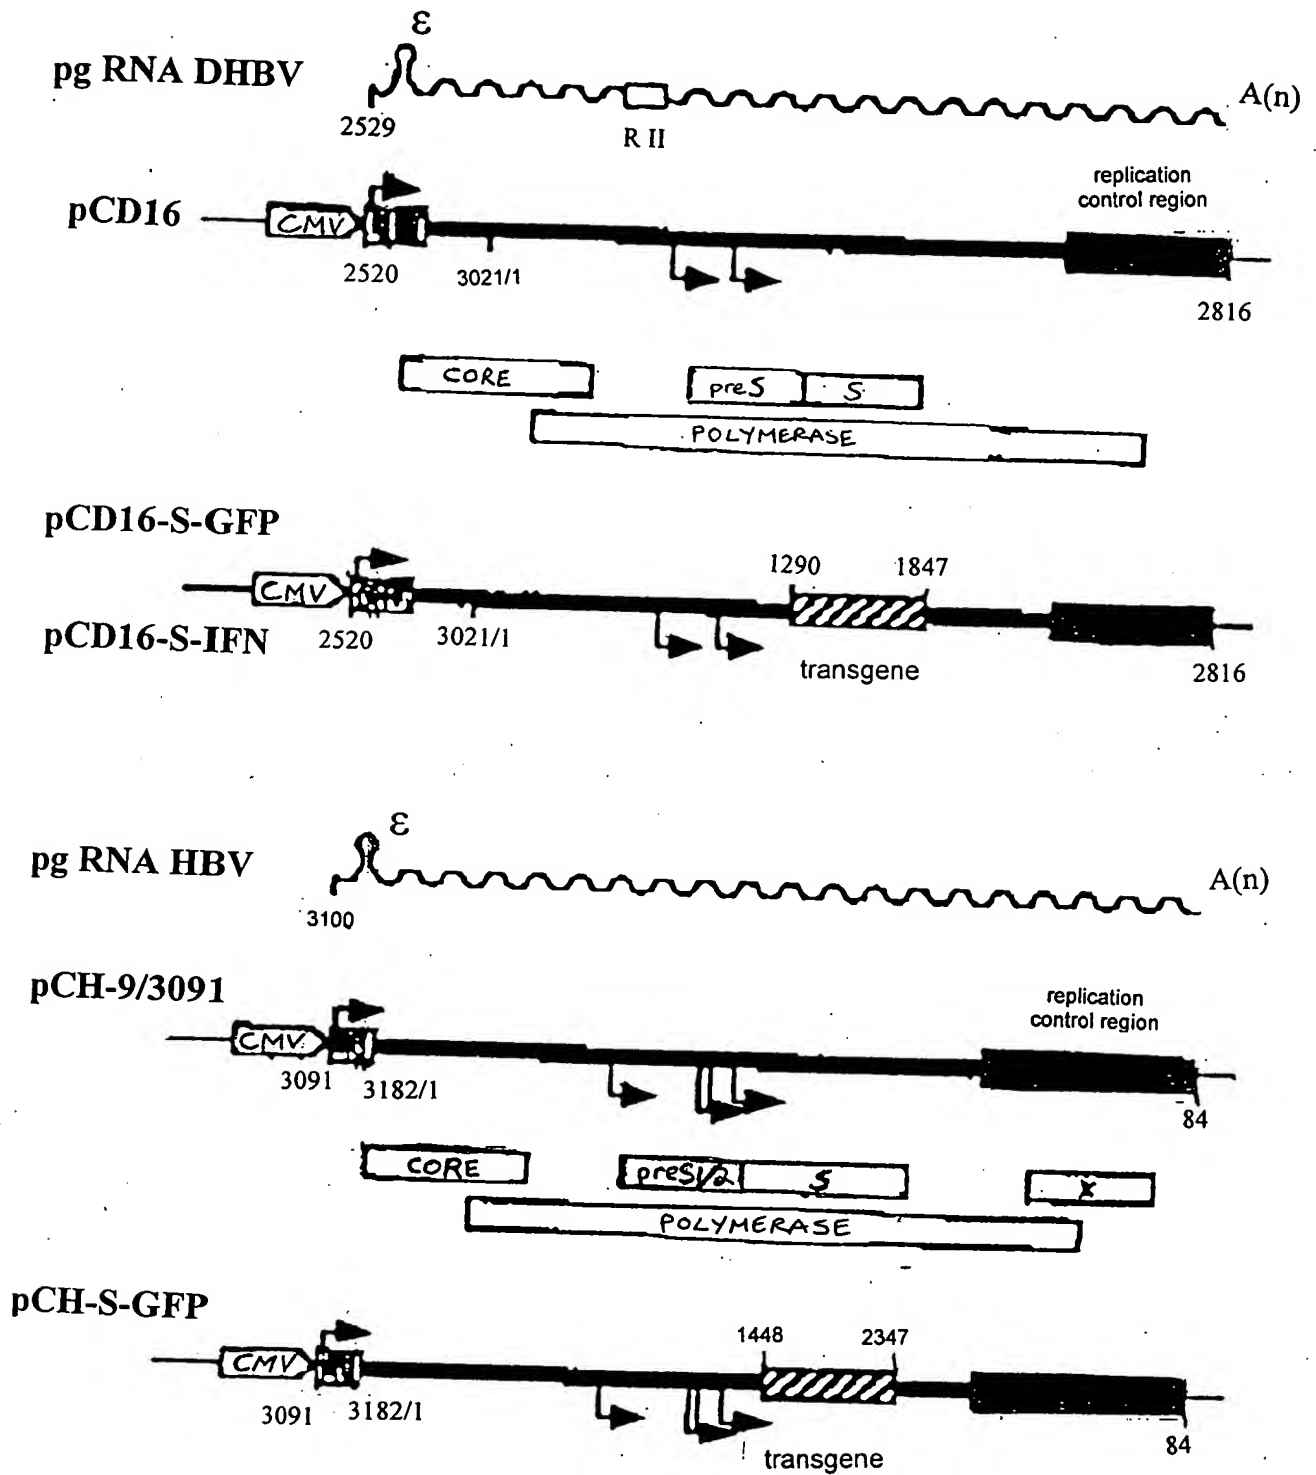 ε
pg RNA DHBV
A(n)
2529
R II
replication
control region
pCD16
CMV
2520
3021/1
2816
CORE
preS
S
POLYMERASE
pCD16-S-GFP
1290
1847
CMV
pCD16-S-IFN
2520
3021/1
transgene
2816
ε
pg RNA HBV
A(n)
3100
pCH-9/3091
replication
control region
CMV
3091
3182/1
84
CORE
preS1/2
S
X
POLYMERASE
pCH-S-GFP
1448
2347
CMV
3091
3182/1
84
transgene